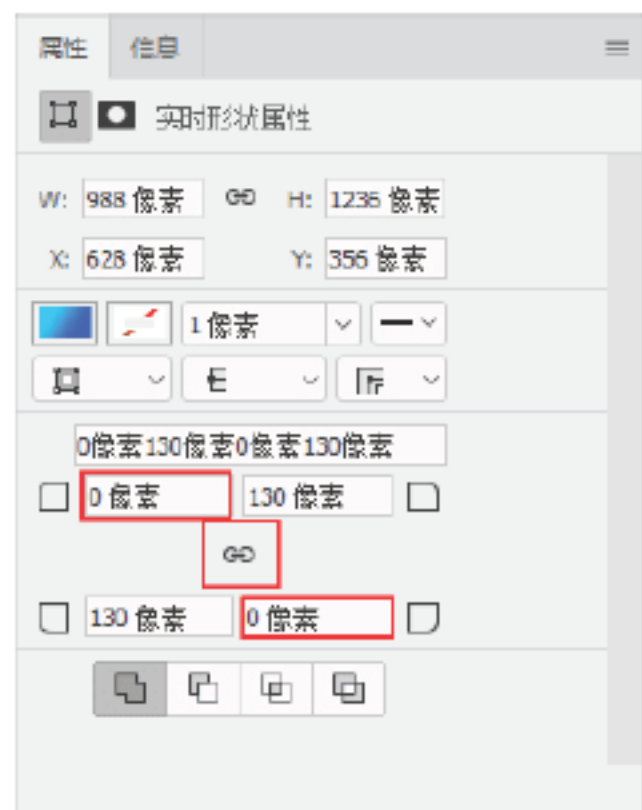 属性 信息
实时形状属性
W: 988 像素 H: 1236 像素
X: 628 像素 Y: 356 像素
1 像素
0像素130像素0像素130像素
0 像素 130 像素
130 像素 0 像素